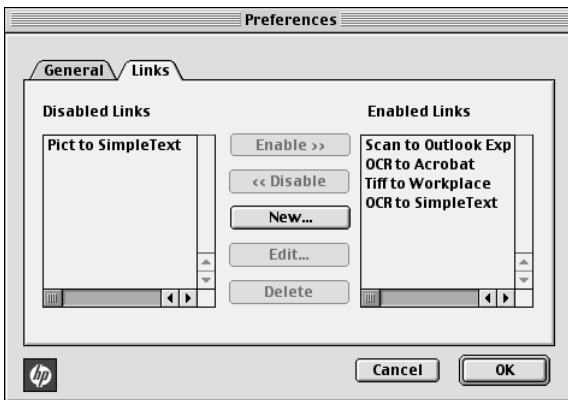 Preferences
General
Links
Disabled Links
Enabled Links
Pict to SimpleText
Enable >>
<< Disable
New...
Edit...
Delete
Scan to Outlook Exp
OCR to Acrobat
Tiff to Workplace
OCR to SimpleText
hp
Cancel
OK